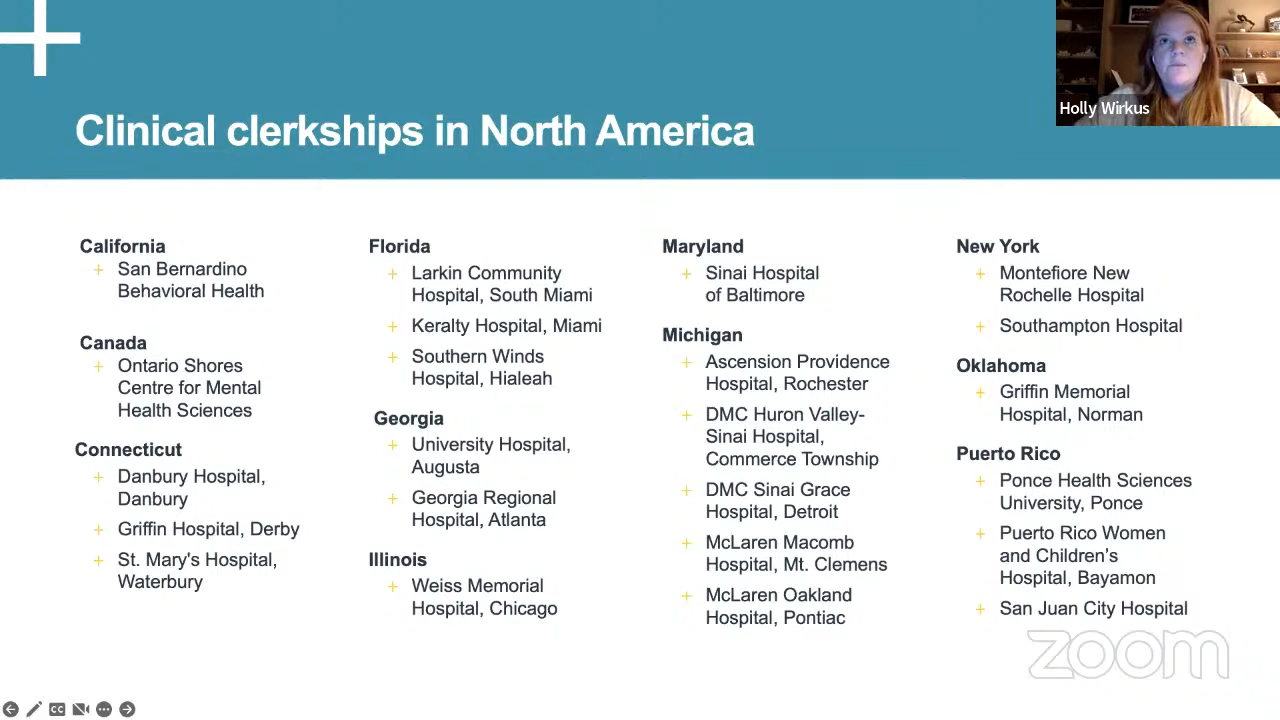 Clinical clerkships in North America
Holly Wirkus
California
+ San Bernardino
Behavioral Health
Canada
+ Ontario Shores
Centre for Mental
Health Sciences
Connecticut
+ Danbury Hospital,
Danbury
+ Griffin Hospital, Derby
+ St. Mary's Hospital,
Waterbury
Florida
+ Larkin Community
Hospital, South Miami
+ Keralty Hospital, Miami
+ Southern Winds
Hospital, Hialeah
Georgia
+ University Hospital,
Augusta
+ Georgia Regional
Hospital, Atlanta
Illinois
+ Weiss Memorial
Hospital, Chicago
Maryland
+ Sinai Hospital
of Baltimore
Michigan
+ Ascension Providence
Hospital, Rochester
+ DMC Huron Valley-
Sinai Hospital,
Commerce Township
+ DMC Sinai Grace
Hospital, Detroit
+ McLaren Macomb
Hospital, Mt. Clemens
+ McLaren Oakland
Hospital, Pontiac
New York
+ Montefiore New
Rochelle Hospital
+ Southampton Hospital
Oklahoma
+ Griffin Memorial
Hospital, Norman
Puerto Rico
+ Ponce Health Sciences
University, Ponce
+ Puerto Rico Women
and Children’s
Hospital, Bayamon
+ San Juan City Hospital
zoom
CC